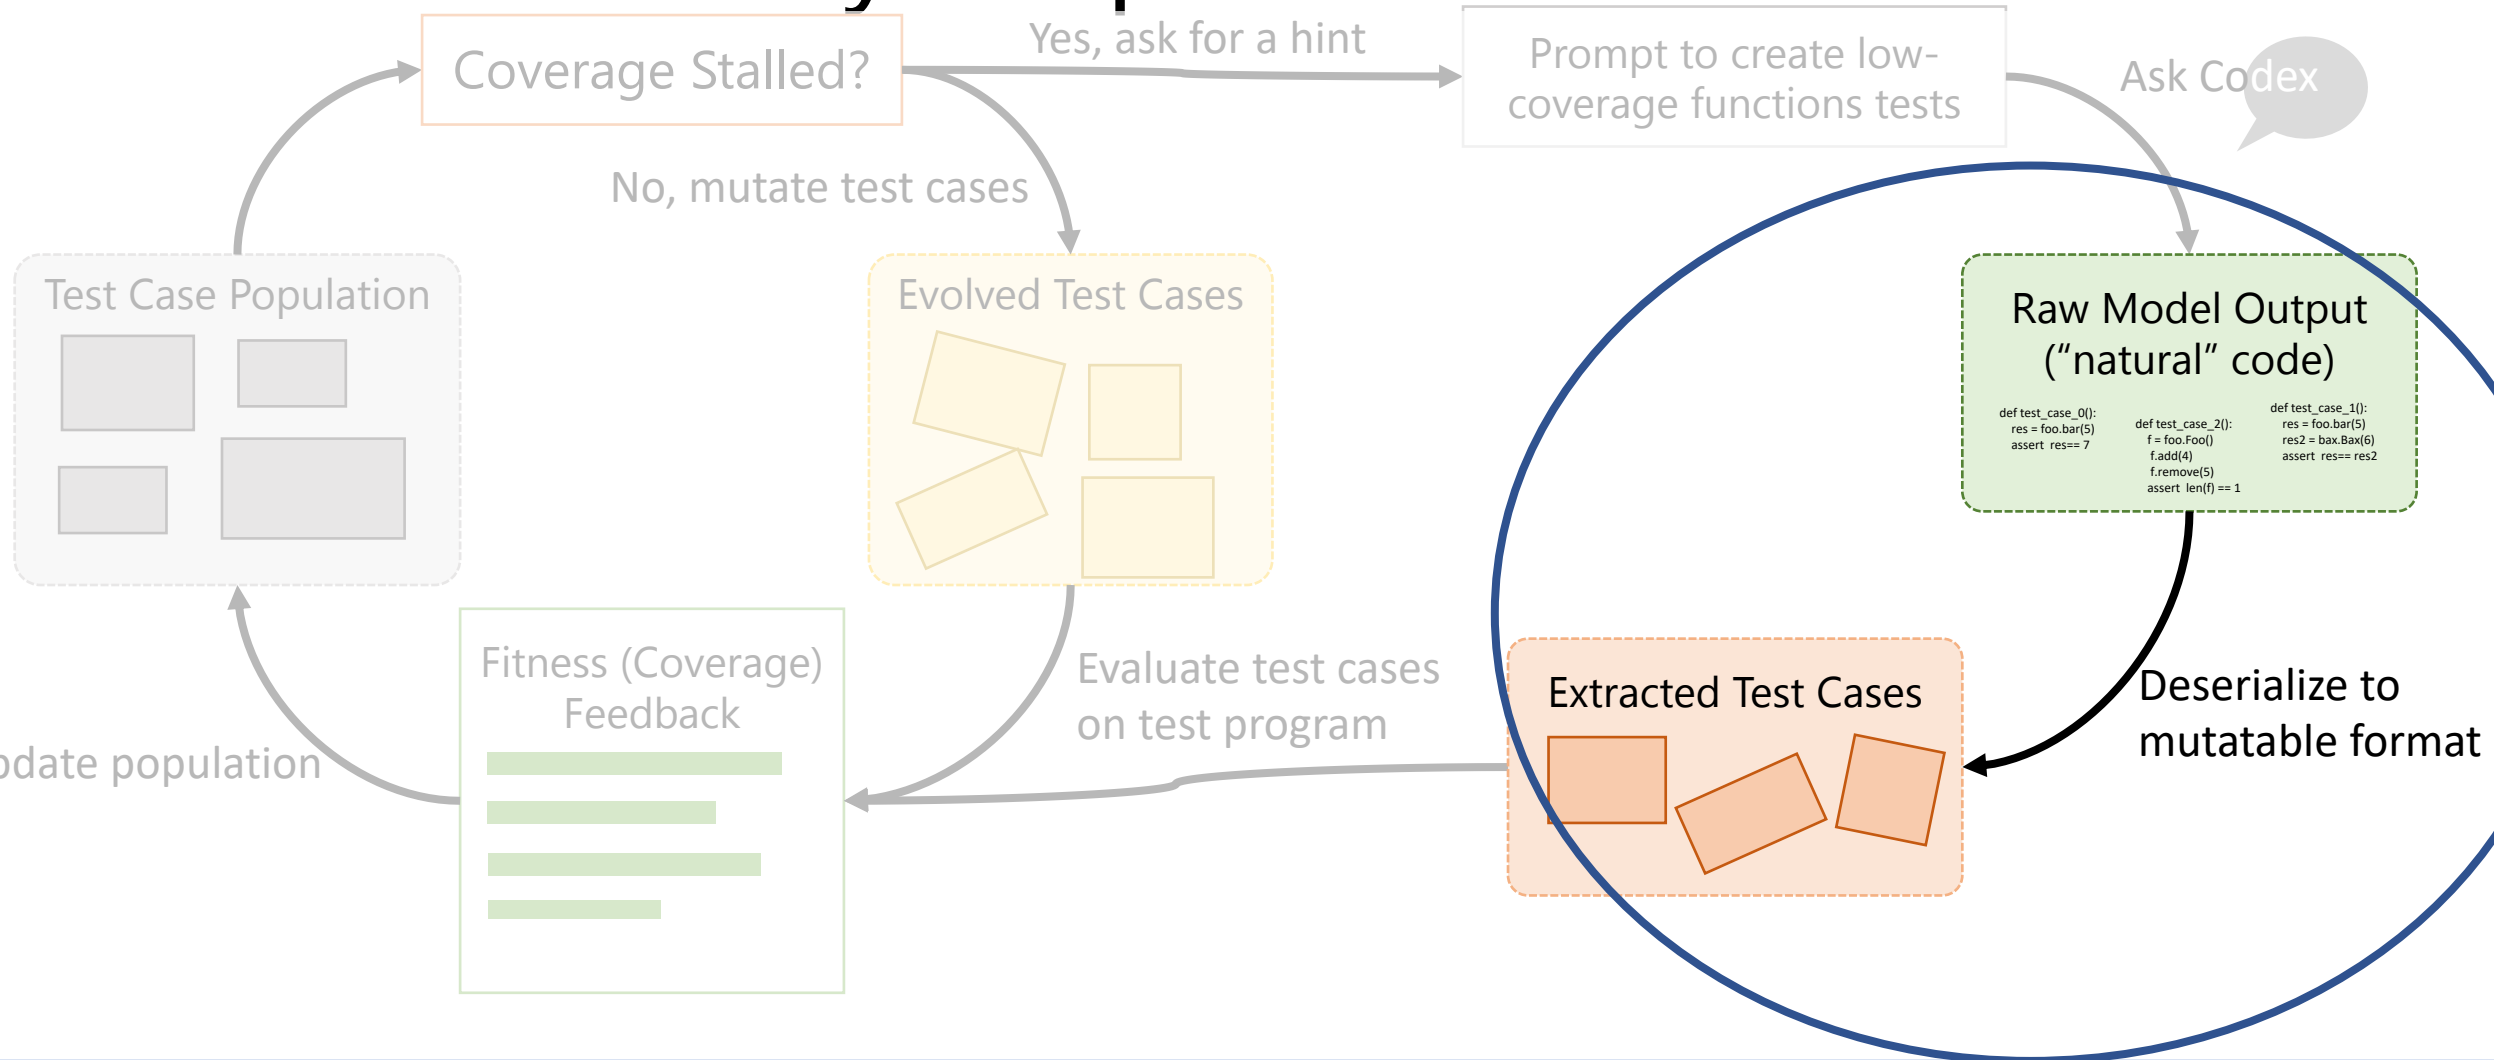 Coverage Stalled?
Yes, ask for a hint
Prompt to create low-
coverage functions tests
Ask Codex
No, mutate test cases
Test Case Population
Evolved Test Cases
Raw Model Output
(“natural” code)
def test_case_0():
res = foo.bar(5)
assert res== 7
def test_case_2():
f = foo.Foo()
f.add(4)
f.remove(5)
assert len(f) == 1
def test_case_1():
res = foo.bar(5)
res2 = bax.Bax(6)
assert res== res2
Fitness (Coverage)
Feedback
Evaluate test cases
on test program
Extracted Test Cases
Deserialize to
mutatable format
pdate population